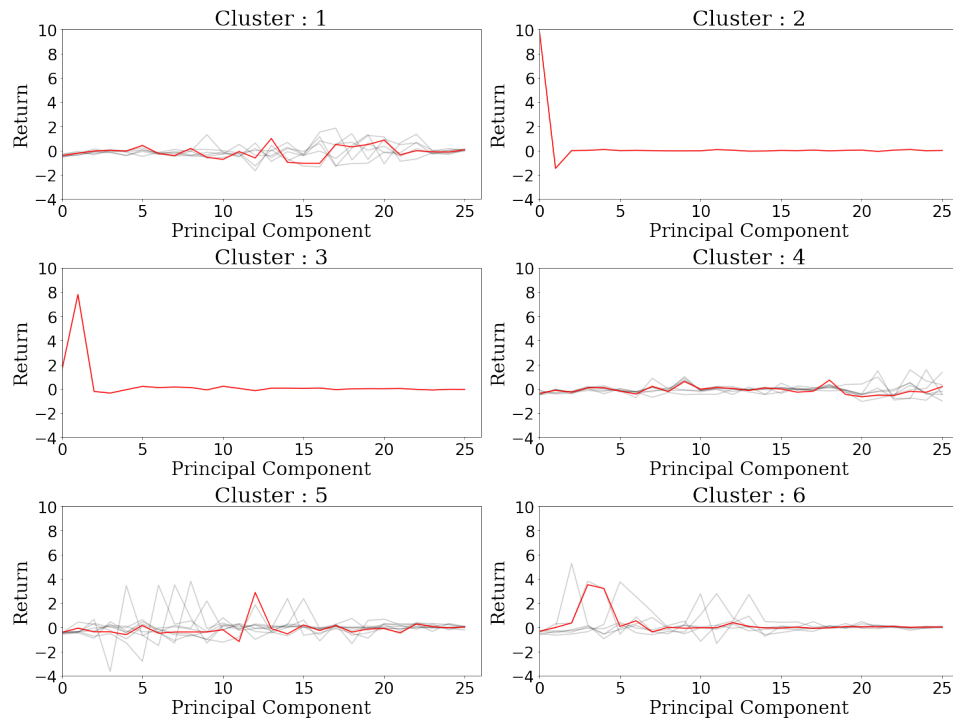 Cluster : 1
10
8
6
4
2
0
−2
−4
Return
0 5 10 15 20 25
Principal Component
Cluster : 2
10
8
6
4
2
0
−2
−4
Return
0 5 10 15 20 25
Principal Component
Cluster : 3
10
8
6
4
2
0
−2
−4
Return
0 5 10 15 20 25
Principal Component
Cluster : 4
10
8
6
4
2
0
−2
−4
Return
0 5 10 15 20 25
Principal Component
Cluster : 5
10
8
6
4
2
0
−2
−4
Return
0 5 10 15 20 25
Principal Component
Cluster : 6
10
8
6
4
2
0
−2
−4
Return
0 5 10 15 20 25
Principal Component